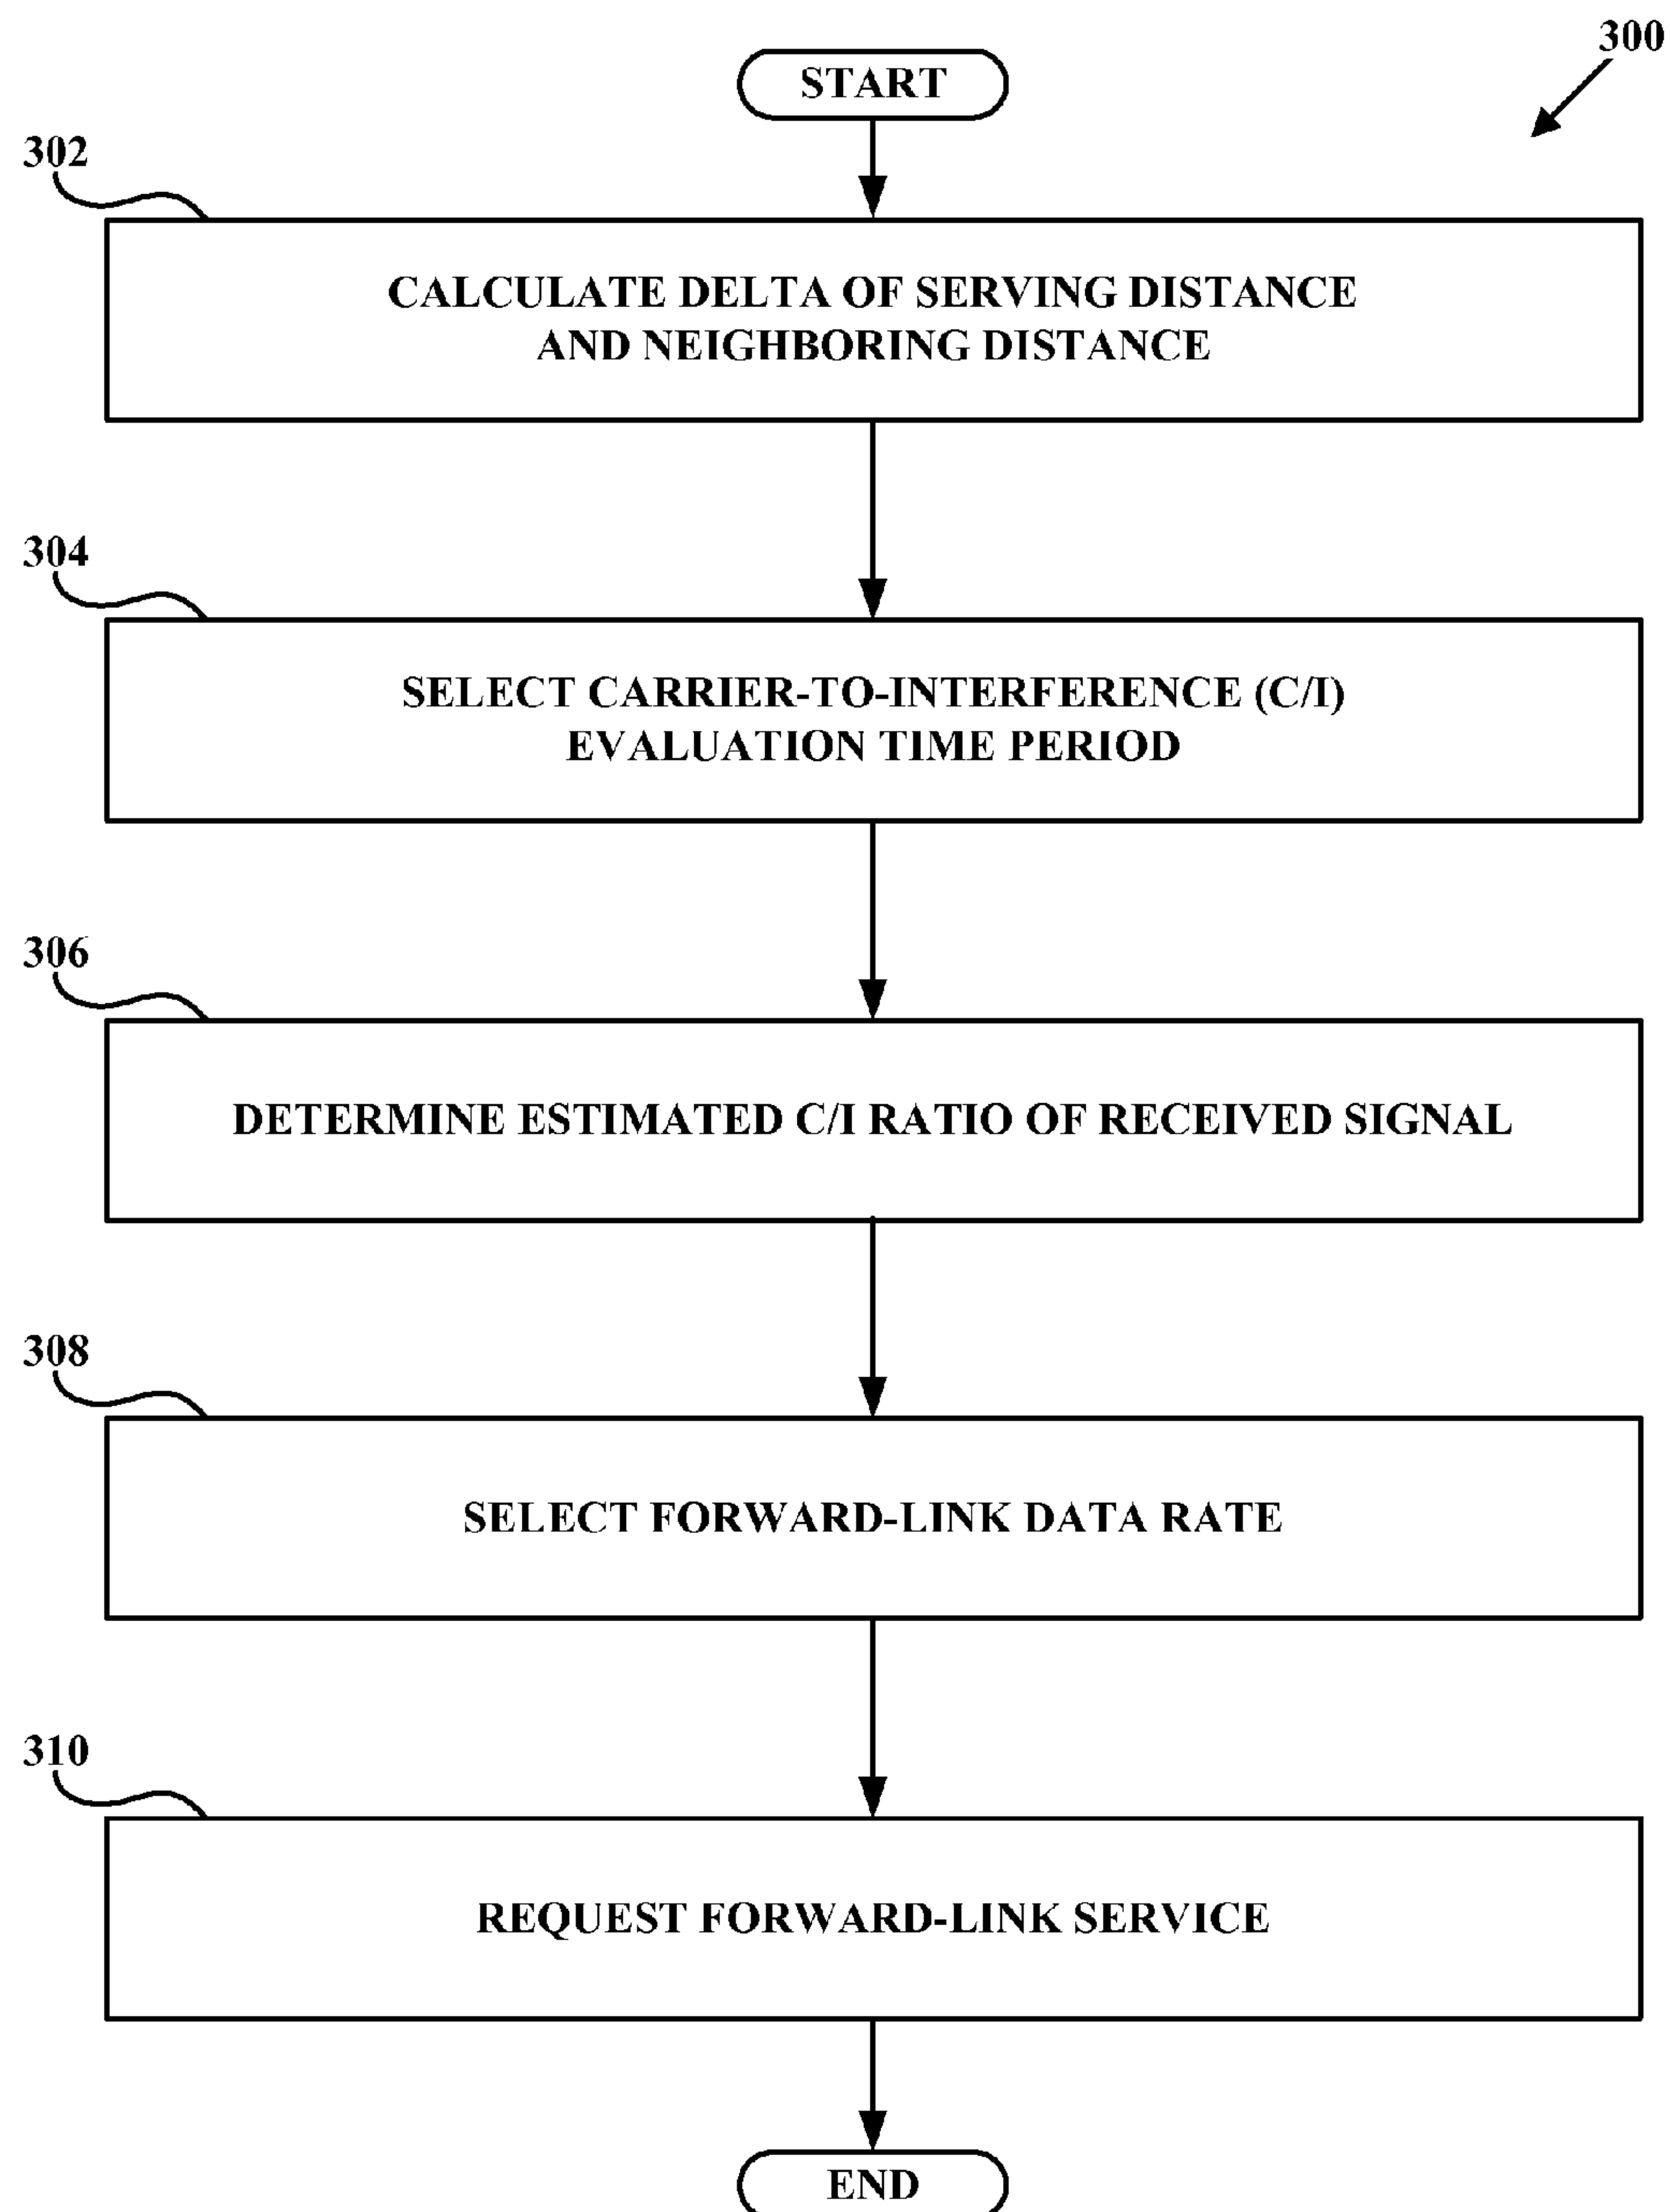 300
START
302
CALCULATE DELTA OF SERVING DISTANCE
AND NEIGHBORING DISTANCE
304
SELECT CARRIER-TO-INTERFERENCE (C/I)
EVALUATION TIME PERIOD
306
DETERMINE ESTIMATED C/I RATIO OF RECEIVED SIGNAL
308
SELECT FORWARD-LINK DATA RATE
310
REQUEST FORWARD-LINK SERVICE
END